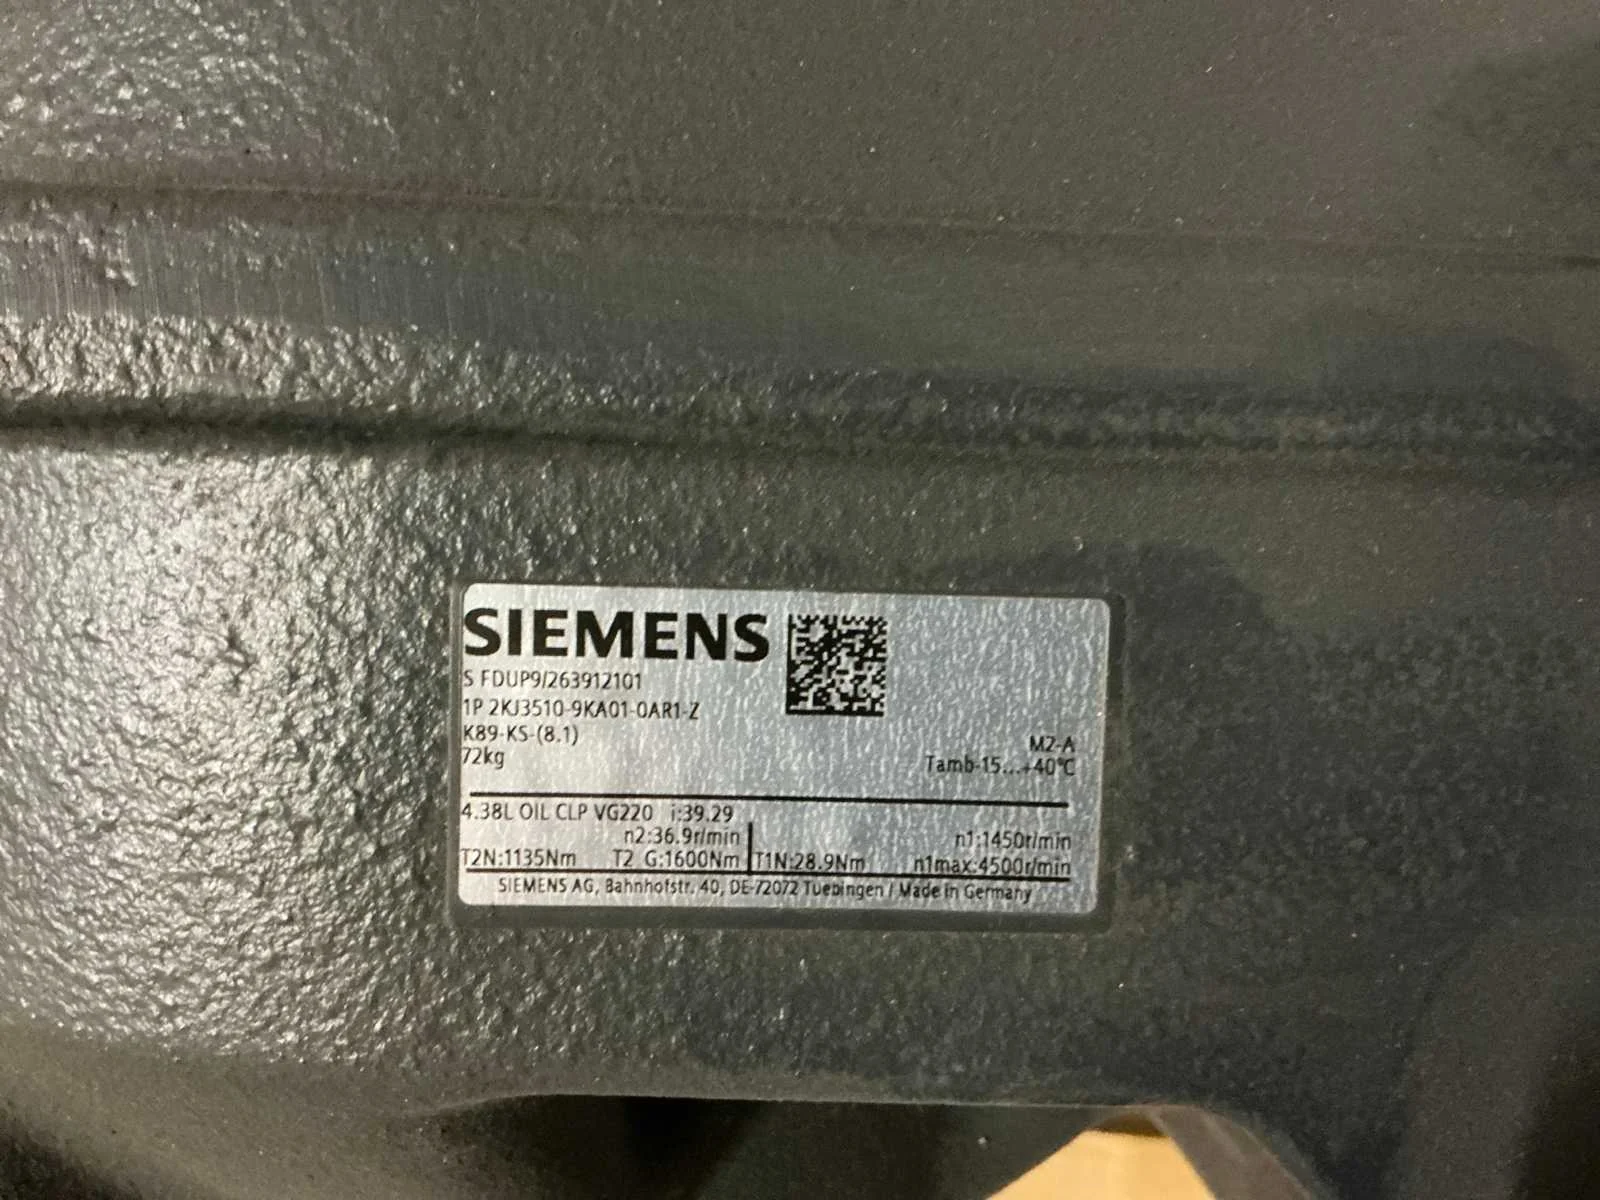 SIEMENS
S FDUP9/263912101
1P 2KJ3510-9KA01-0AR1-Z
K89-KS-(8.1)
72kg
M2-A
Tamb-15...+40°C
4.38L OIL CLP VG220 i:39.29
n2:36.9r/min n1:1450r/min
T2N:1135Nm T2_G:1600Nm T1N:28.9Nm n1max:4500r/min
SIEMENS AG, Bahnhofstr. 40, DE-72072 Tuebingen / Made in Germany